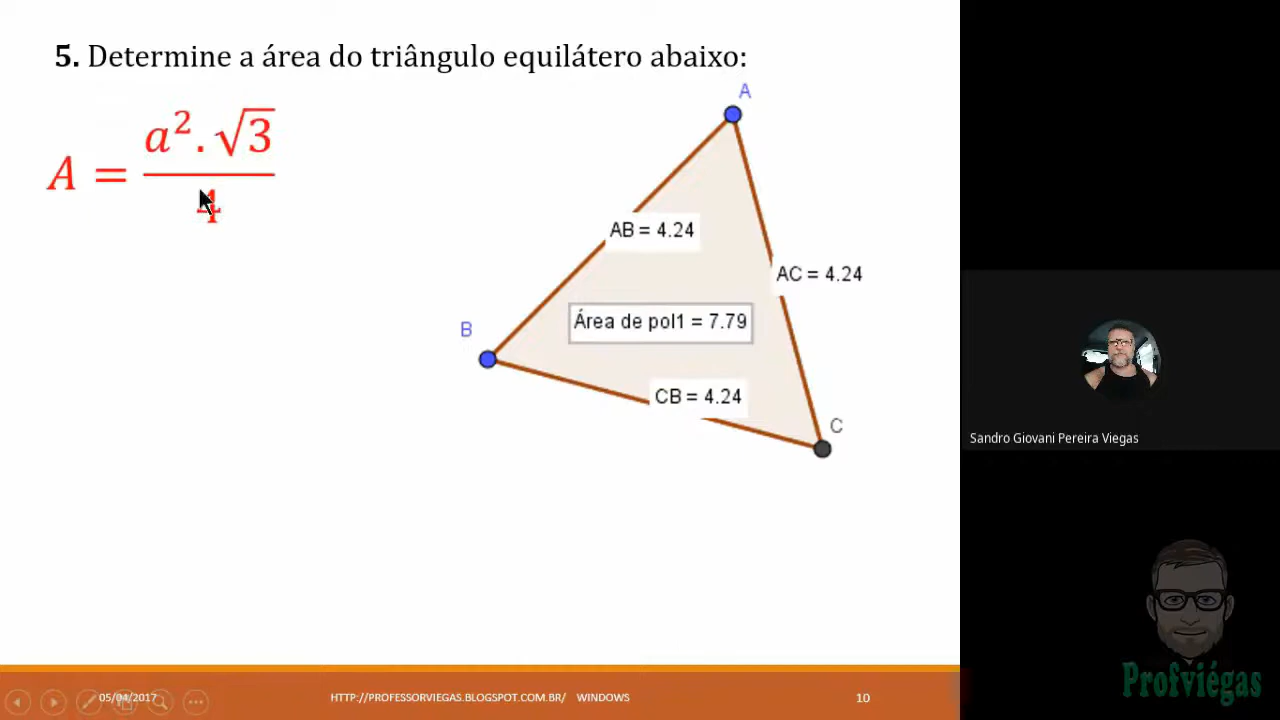 5. Determine a área do triângulo equilátero abaixo:
A = a². √3 / 4
A
AB = 4.24
AC = 4.24
Área de pol1 = 7.79
B
CB = 4.24
C
Sandro Giovani Pereira Viegas
Profviégas
05/04/2017
HTTP://PROFESSORVIEGAS.BLOGSPOT.COM.BR/ WINDOWS
10